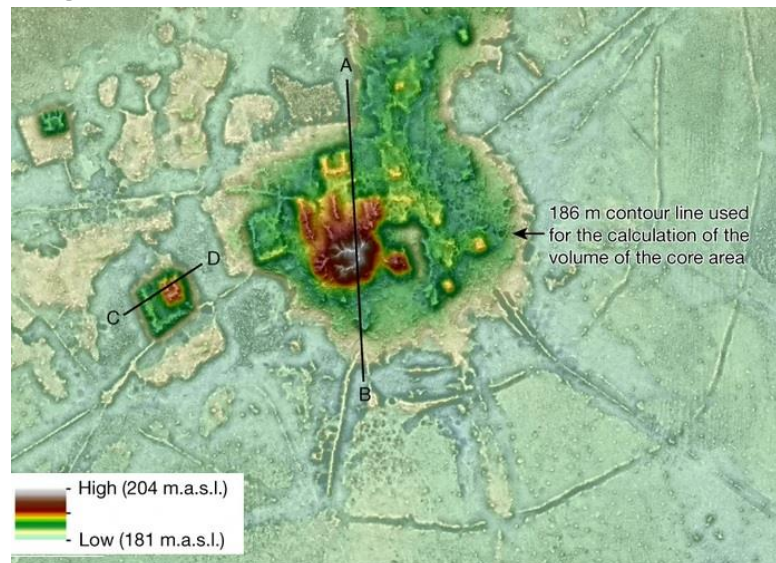 A
186 m contour line used
for the calculation of the
volume of the core area
D
C
B
High (204 m.a.s.l.)
Low (181 m.a.s.l.)